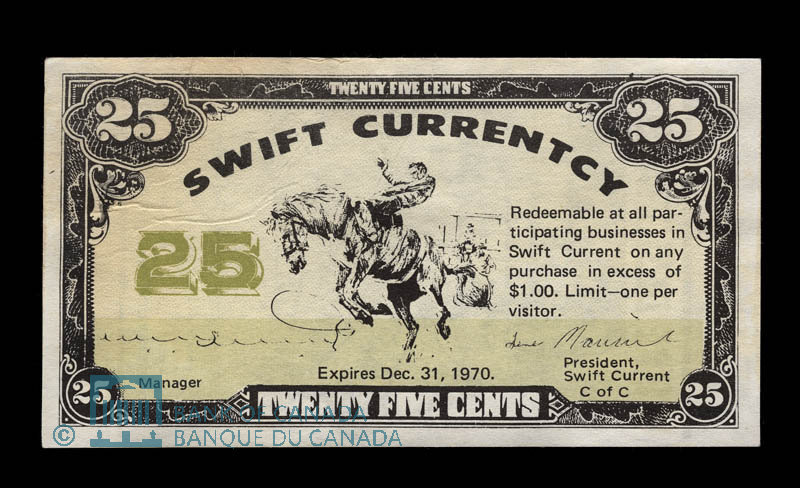 TWENTY FIVE CENTS
25
25
SWIFT CURRENTCY
25
Redeemable at all par-
ticipating businesses in
Swift Current on any
purchase in excess of
$1.00. Limit—one per
visitor.
Manager
Expires Dec. 31, 1970.
President,
Swift Current
C of C
25
TWENTY FIVE CENTS
25
© BANK OF CANADA
BANQUE DU CANADA